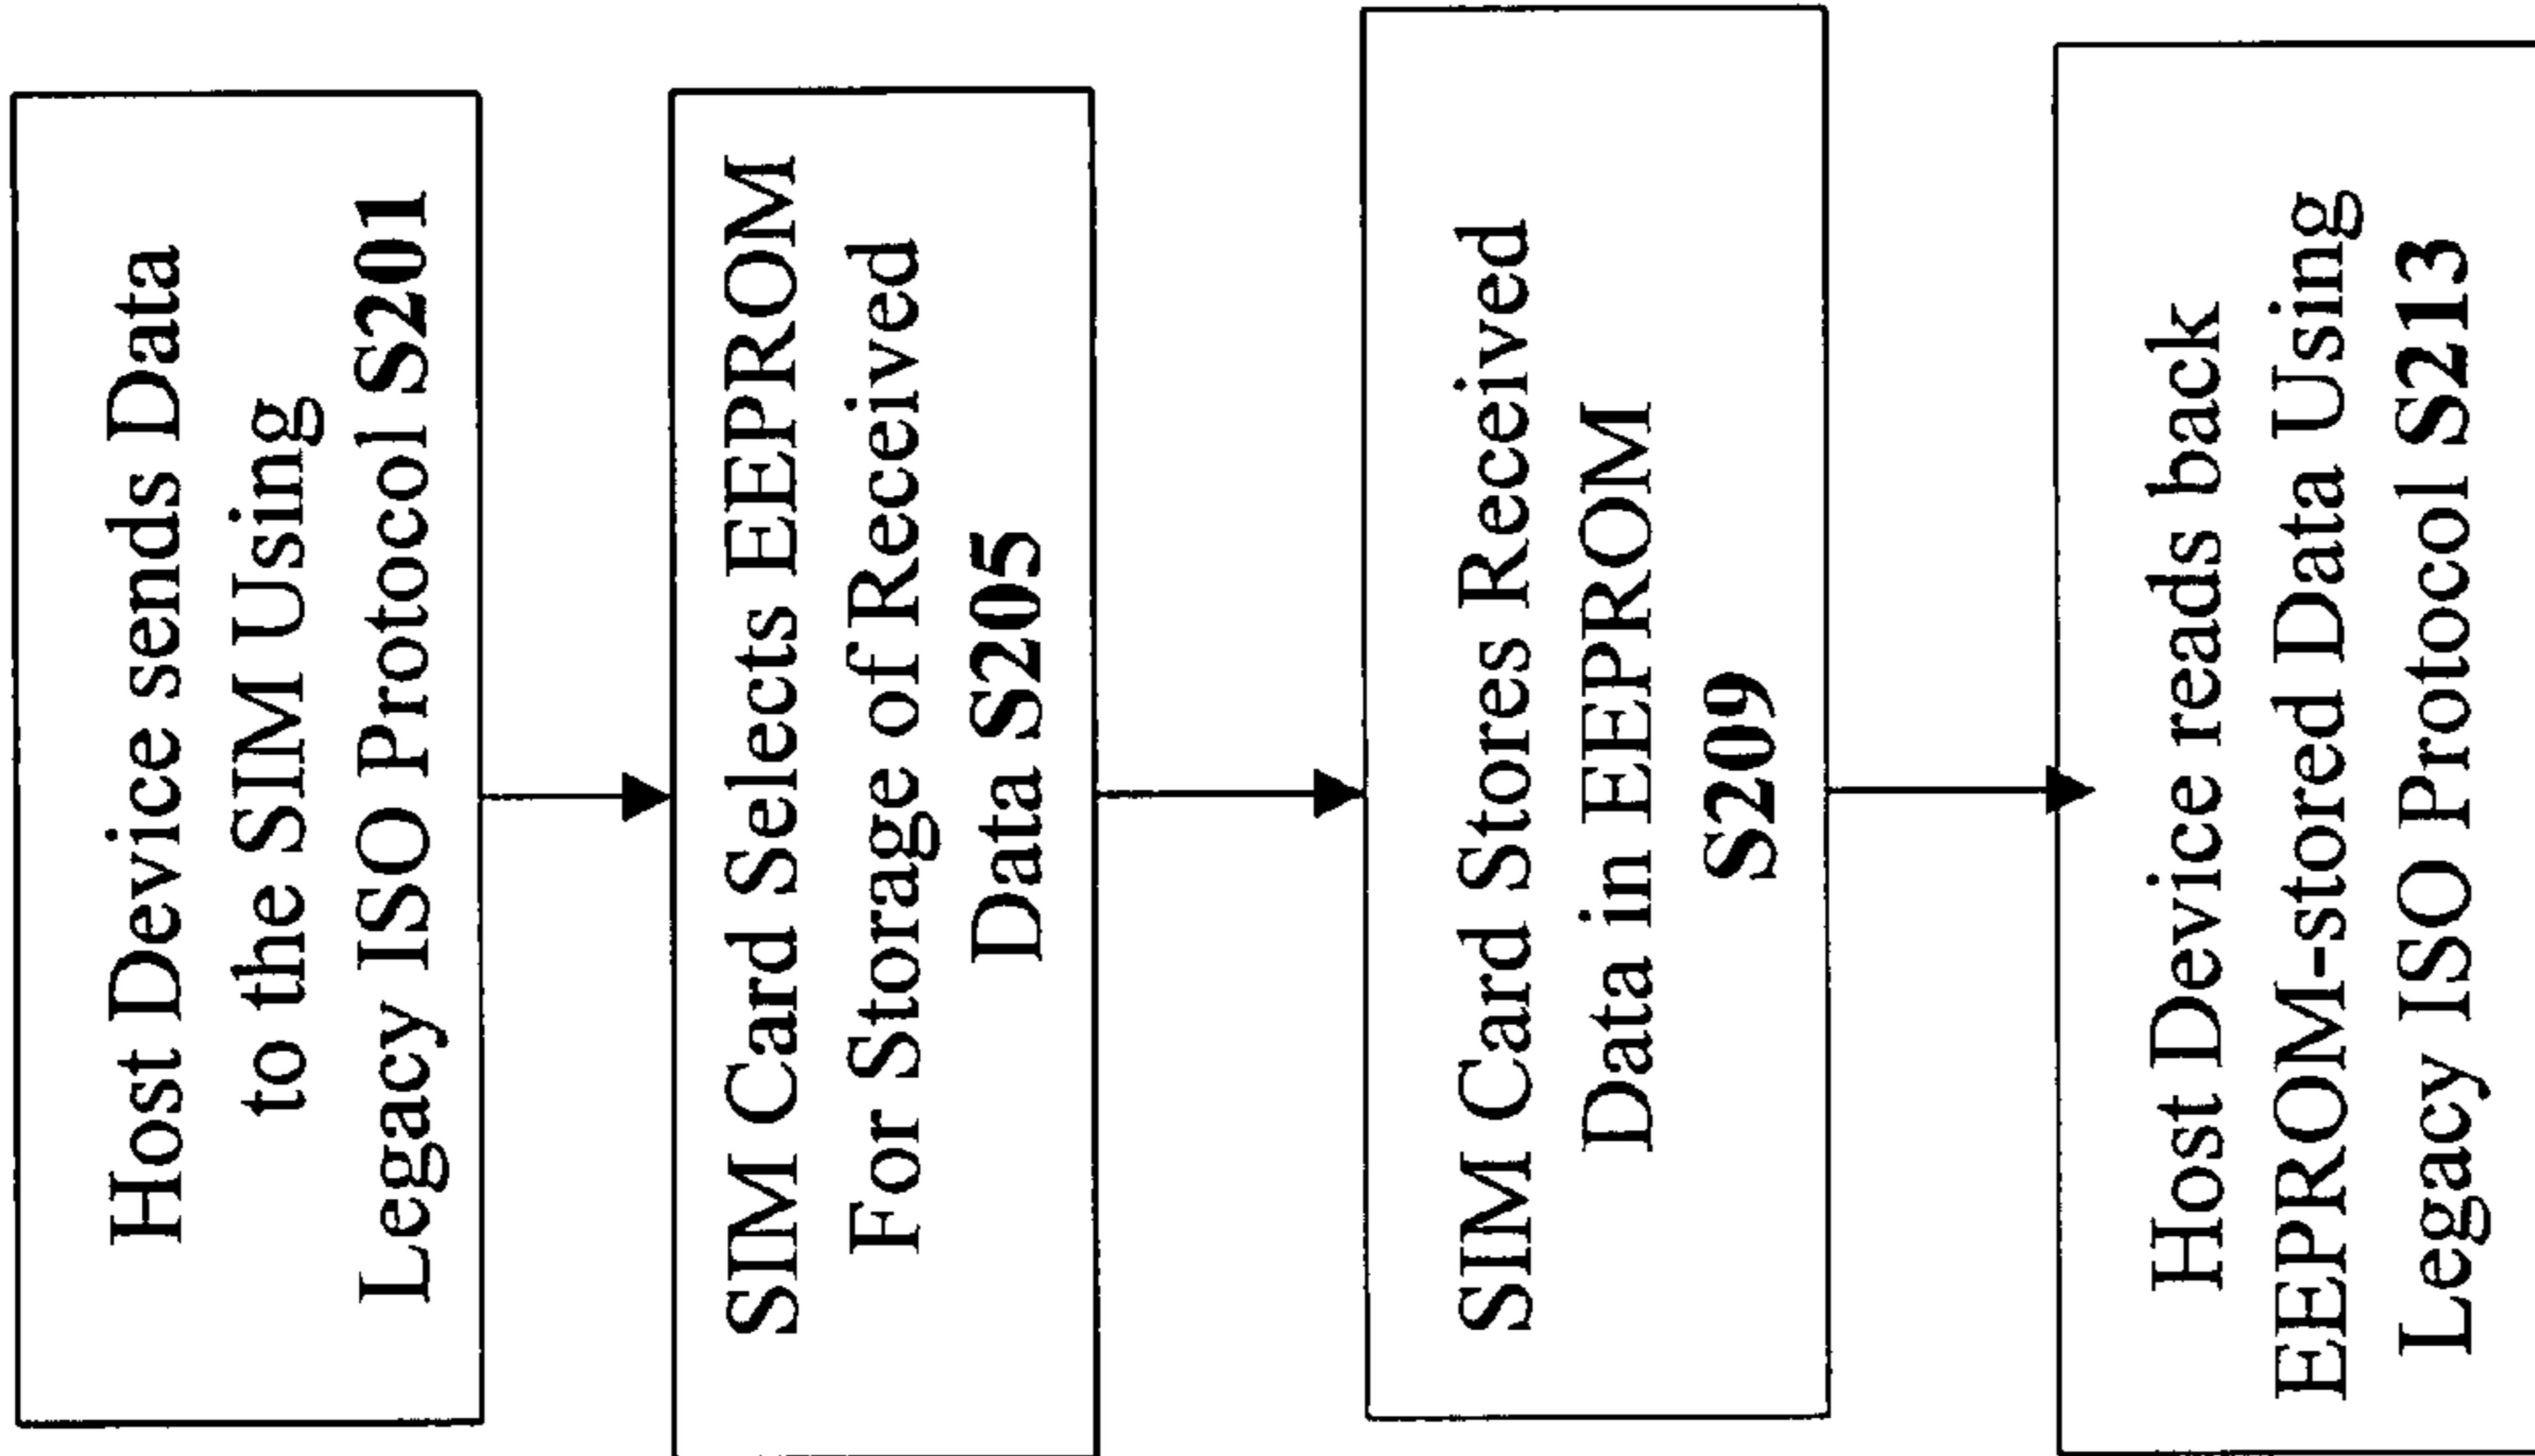 Host Device sends Data
to the SIM Using
Legacy ISO Protocol S201
SIM Card Selects EEPROM
For Storage of Received
Data S205
SIM Card Stores Received
Data in EEPROM
S209
Host Device reads back
EEPROM-stored Data Using
Legacy ISO Protocol S213